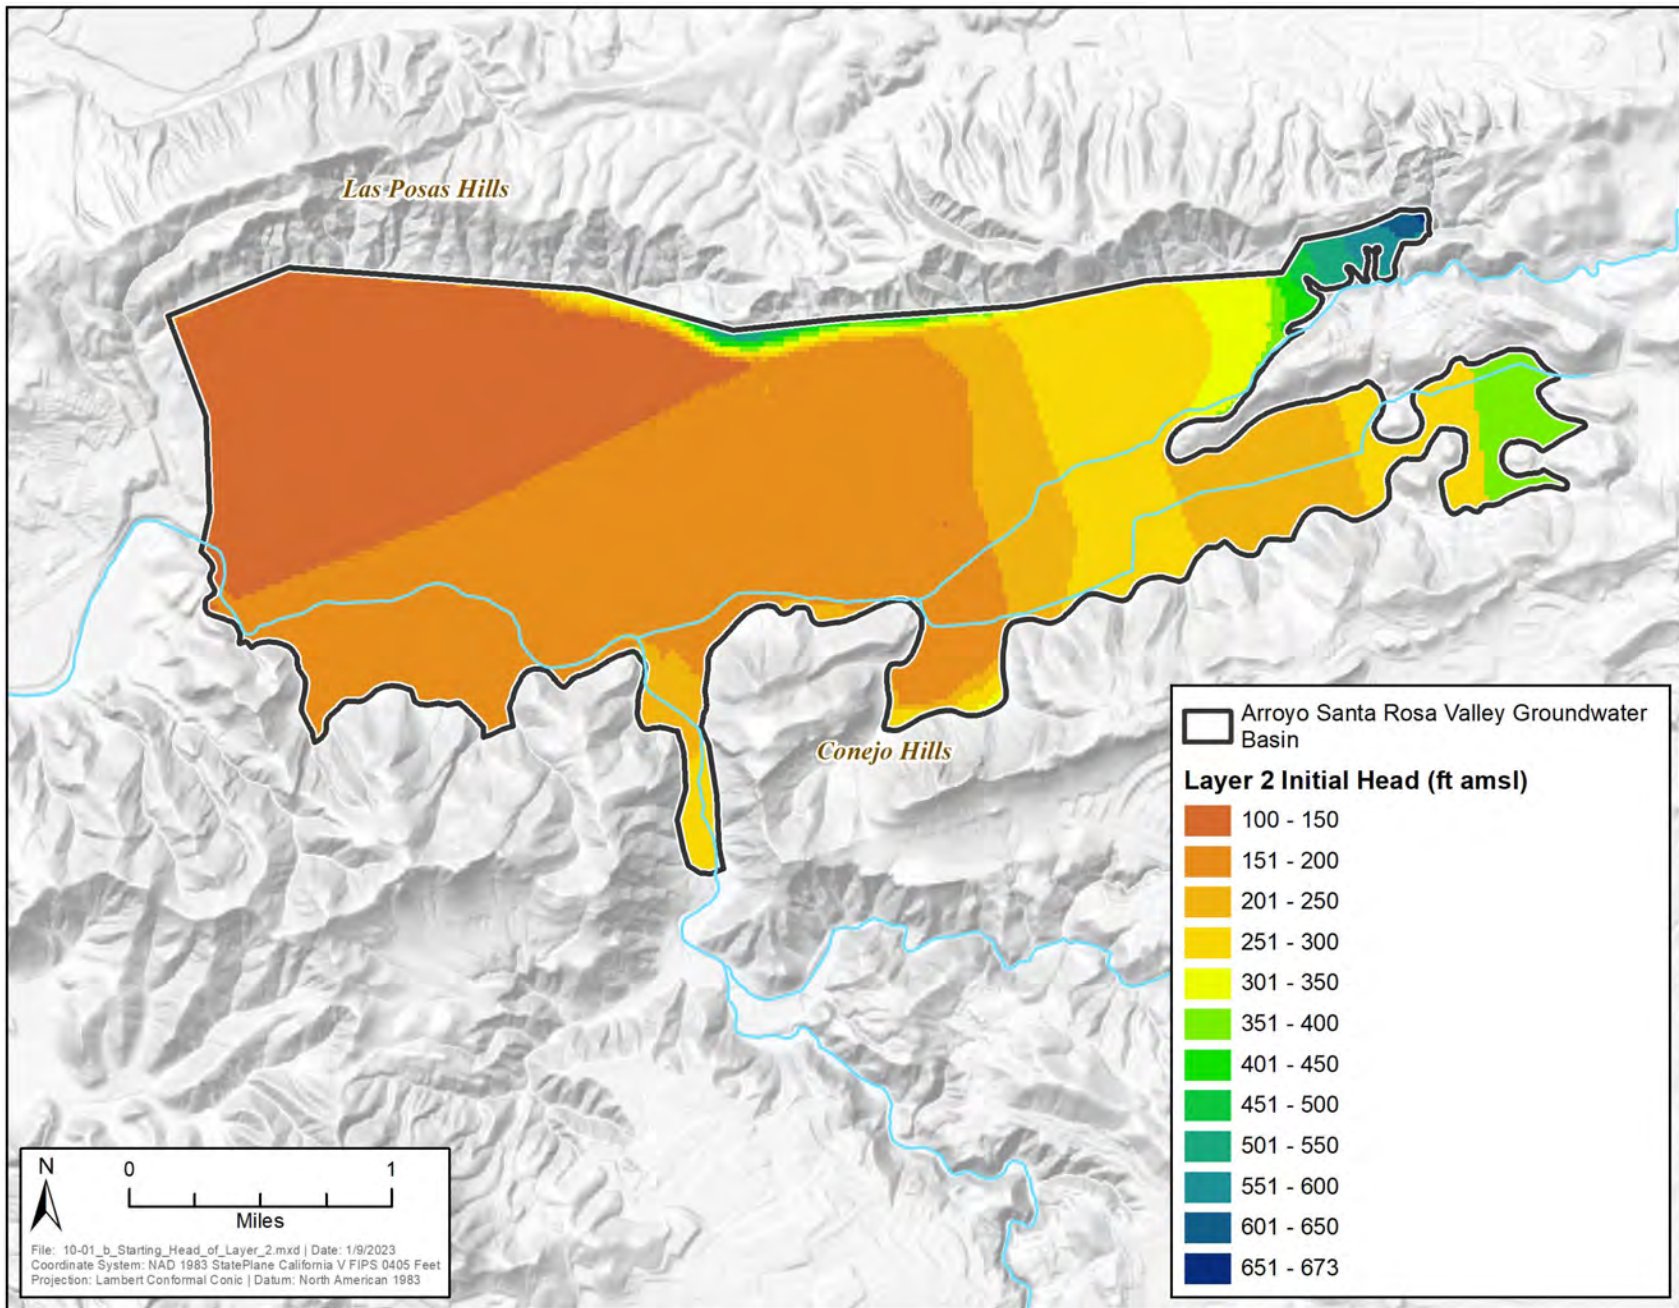 Las Posas Hills
Conejo Hills
Arroyo Santa Rosa Valley Groundwater
Basin
Layer 2 Initial Head (ft amsl)
100 - 150
151 - 200
201 - 250
251 - 300
301 - 350
351 - 400
401 - 450
451 - 500
501 - 550
551 - 600
601 - 650
651 - 673
N
0 1
Miles
File: 10-01_b_Starting_Head_of_Layer_2.mxd | Date: 1/9/2023
Coordinate System: NAD 1983 StatePlane California V FIPS 0405 Feet
Projection: Lambert Conformal Conic | Datum: North American 1983